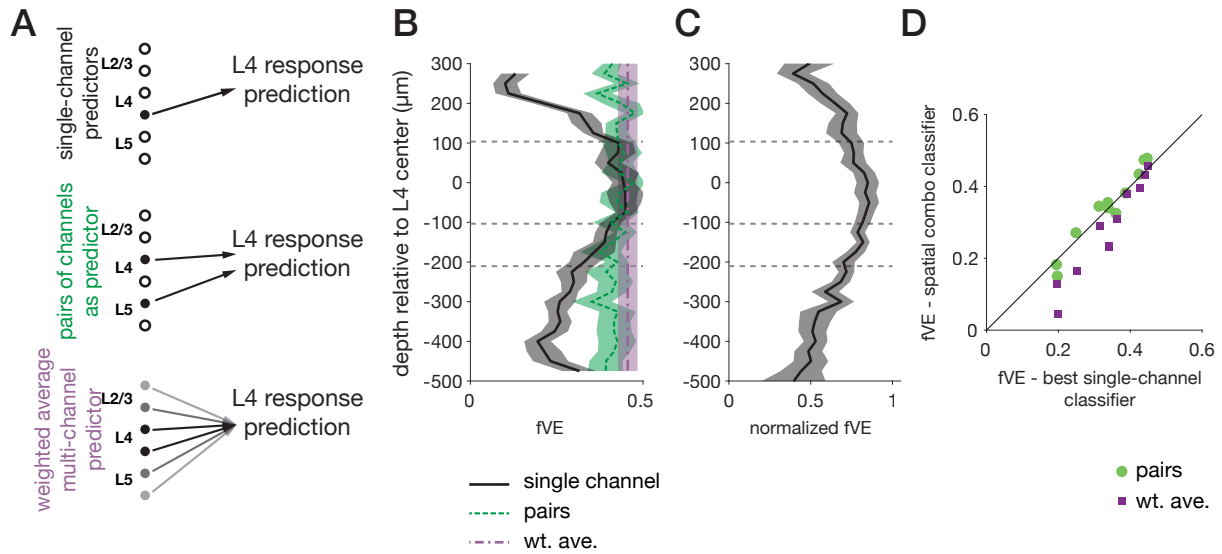 A
single-channel
predictors
L2/3
L4
L5
L4 response
prediction
pairs of channels
as predictor
L2/3
L4
L5
L4 response
prediction
weighted average
multi-channel
predictor
L2/3
L4
L5
L4 response
prediction
B
depth relative to L4 center (µm)
300
200
100
0
-100
-200
-300
-400
-500
0
0.5
fVE
single channel
pairs
wt. ave.
C
300
200
100
0
-100
-200
-300
-400
-500
0
0.5
1
normalized fVE
D
fVE - spatial combo classifier
0.6
0.4
0.2
0
0
0.2
0.4
0.6
fVE - best single-channel
classifier
pairs
wt. ave.